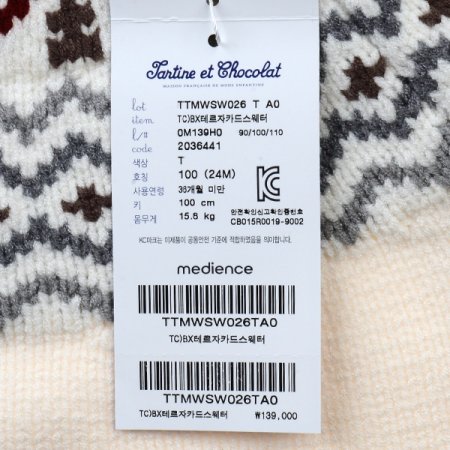 Tartine et Chocolat
MAISON FRANÇAISE DE MODE ENFANTINE
lot TTMWSW026 T A0
item TC)BX테르자카드스웨터
l/# 0M139H0 90/100/110
code 2036441
색상 T
호칭 100 (24M)
사용연령 36개월 미만
키 100 cm
몸무게 15.6 kg
안전확인신고확인증번호
CB015R0019-9002
KC마크는 이제품이 공통안전 기준에 적합하였음을 의미합니다.
medience
TTMWSW026TA0
TC)BX테르자카드스웨터
TTMWSW026TA0
TC)BX테르자카드스웨터 ₩139,000